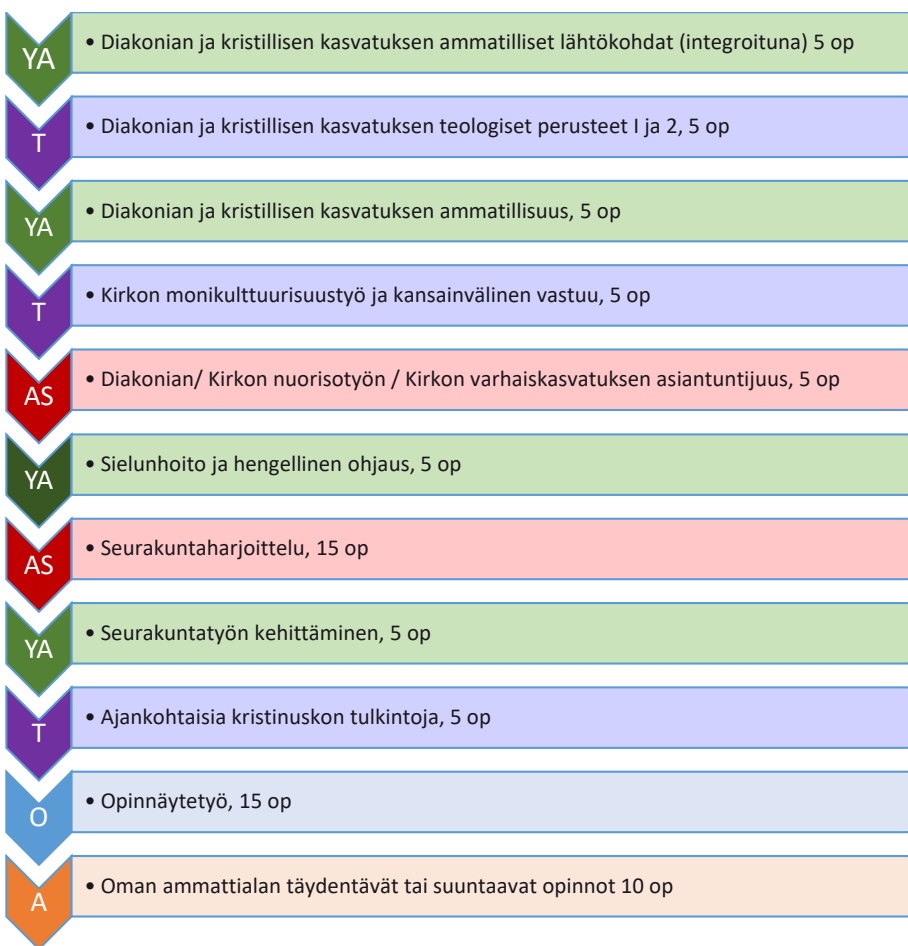 YA
• Diakonian ja kristillisen kasvatuksen ammatilliset lähtökohdat (integroituna) 5 op
T
• Diakonian ja kristillisen kasvatuksen teologiset perusteet I ja 2, 5 op
YA
• Diakonian ja kristillisen kasvatuksen ammatillisuus, 5 op
T
• Kirkon monikulttuurisuustyö ja kansainvälinen vastuu, 5 op
AS
• Diakonian/ Kirkon nuorisotyön / Kirkon varhaiskasvatuksen asiantuntijuus, 5 op
YA
• Sielunhoito ja hengellinen ohjaus, 5 op
AS
• Seurakuntaharjoittelu, 15 op
YA
• Seurakuntatyön kehittäminen, 5 op
T
• Ajankohtaisia kristinuskon tulkintoja, 5 op
O
• Opinnäytetyö, 15 op
A
• Oman ammattialan täydentävät tai suuntaavat opinnot 10 op